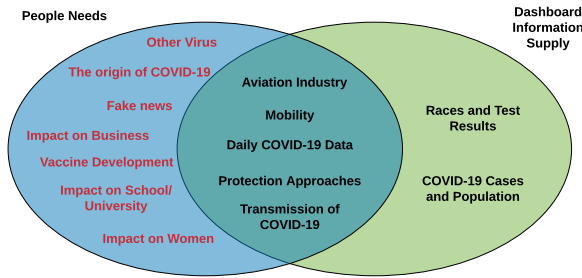 People Needs
Dashboard
Information
Supply
Other Virus
The origin of COVID-19
Fake news
Impact on Business
Vaccine Development
Impact on School/
University
Impact on Women
Aviation Industry
Mobility
Daily COVID-19 Data
Protection Approaches
Transmission of
COVID-19
Races and Test
Results
COVID-19 Cases
and Population